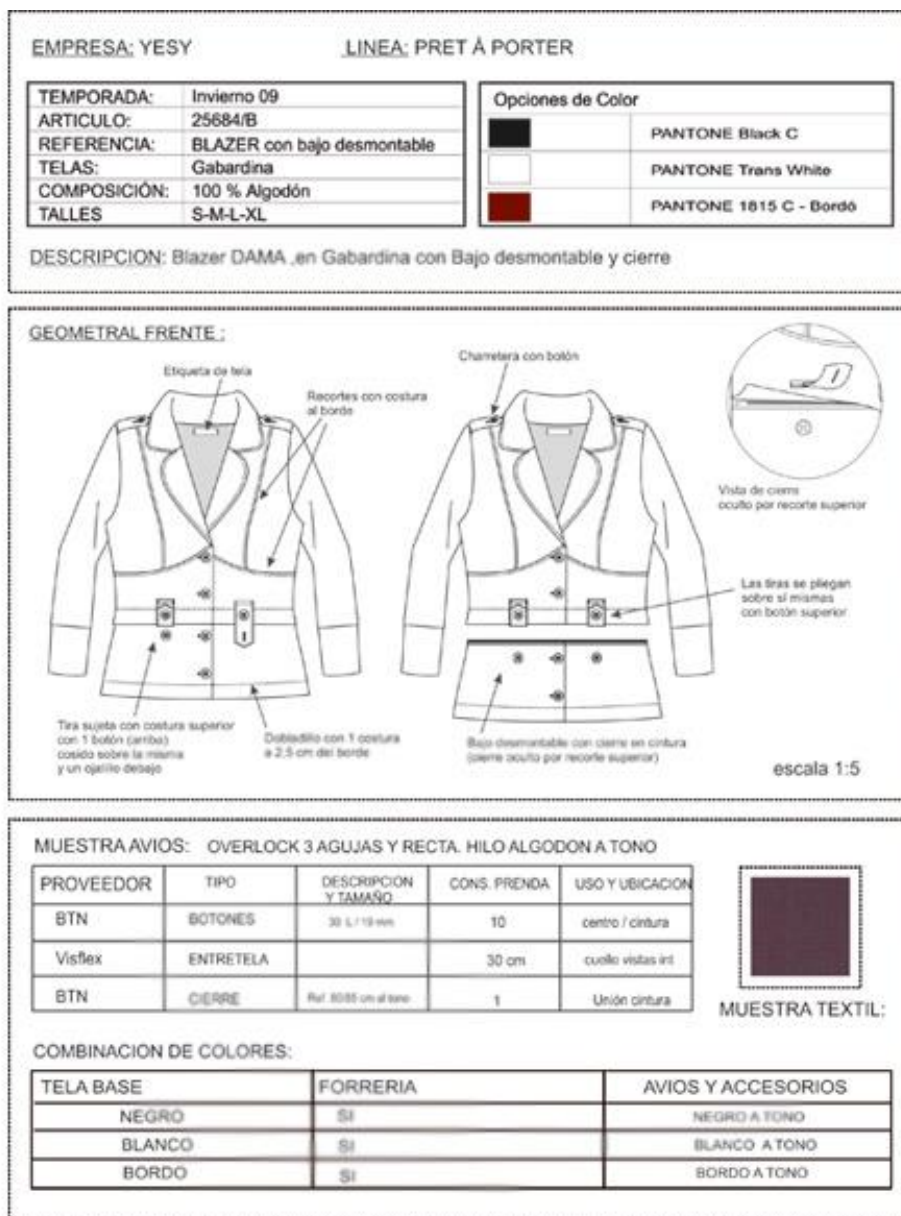 EMPRESA: YESY LINEA: PRET À PORTER
TEMPORADA: Invierno 09
ARTICULO: 25684/B
REFERENCIA: BLAZER con bajo desmontable
TELAS: Gabardina
COMPOSICIÓN: 100 % Algodón
TALLES S-M-L-XL
Opciones de Color
PANTONE Black C
PANTONE Trans White
PANTONE 1815 C - Bordó
DESCRIPCION: Blazer DAMA ,en Gabardina con Bajo desmontable y cierre
GEOMETRAL FRENTE :
Etiqueta de tela
Recortes con costura
al borde
Charretera con botón
Vista de cierre
oculto por recorte superior
Las tiras se pliegan
sobre sí mismas
con botón superior
Tira sujeta con costura superior
con 1 botón (arriba)
cosido sobre la misma
y un ojalillo debajo
Dobladillo con 1 costura
a 2,5 cm del borde
Bajo desmontable con cierre en cintura
(cierre oculto por recorte superior)
escala 1:5
MUESTRA AVIOS: OVERLOCK 3 AGUJAS Y RECTA. HILO ALGODON A TONO
PROVEEDOR TIPO DESCRIPCION Y TAMAÑO CONS. PRENDA USO Y UBICACION
BTN BOTONES 10 centro / cintura
Visflex ENTRETELA 30 cm cuello vistas int
BTN CIERRE cm al tono 1 Unión cintura
MUESTRA TEXTIL:
COMBINACION DE COLORES:
TELA BASE FORRERIA AVIOS Y ACCESORIOS
NEGRO SI NEGRO A TONO
BLANCO SI BLANCO A TONO
BORDO SI BORDO A TONO